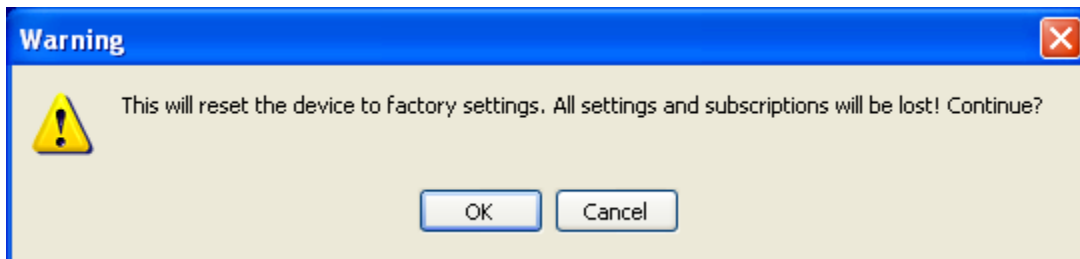 Warning
This will reset the device to factory settings. All settings and subscriptions will be lost! Continue?
OK
Cancel